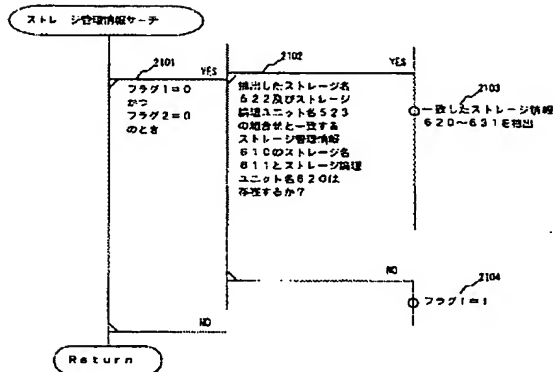 ストレージ管理情報サーチ
2101
YES
フラグ1=0
かつ
フラグ2=0
のとき
NO
2102
YES
抽出したストレージ名
622及びストレージ
論理ユニット名523
の組合せと一致する
ストレージ管理情報
610のストレージ名
611とストレージ論理
ユニット名620は
存在するか?
2103
一致したストレージ情報
620~631を抽出
NO
2104
フラグ1=1
Return